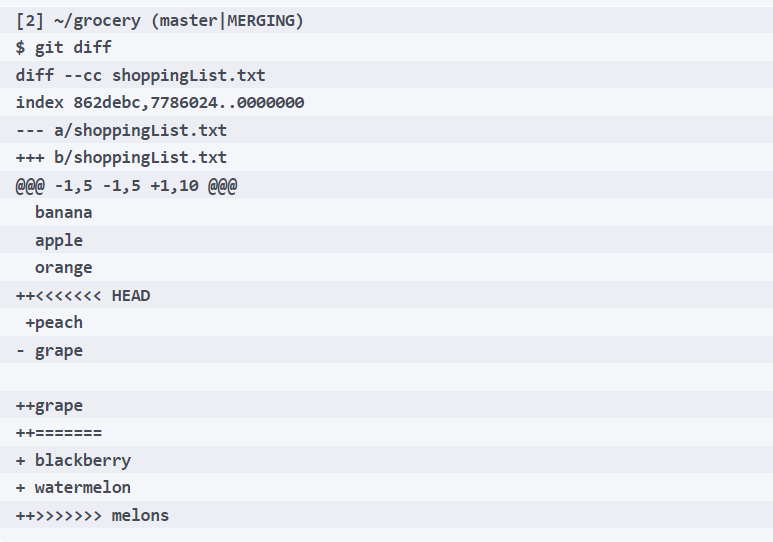 [2] ~/grocery (master|MERGING)
$ git diff
diff --cc shoppingList.txt
index 862debc,7786024..0000000
--- a/shoppingList.txt
+++ b/shoppingList.txt
@@@ -1,5 -1,5 +1,10 @@@
  banana
  apple
  orange
++<<<<<<< HEAD
 +peach
- grape

++grape
++=======
+ blackberry
+ watermelon
++>>>>>>> melons